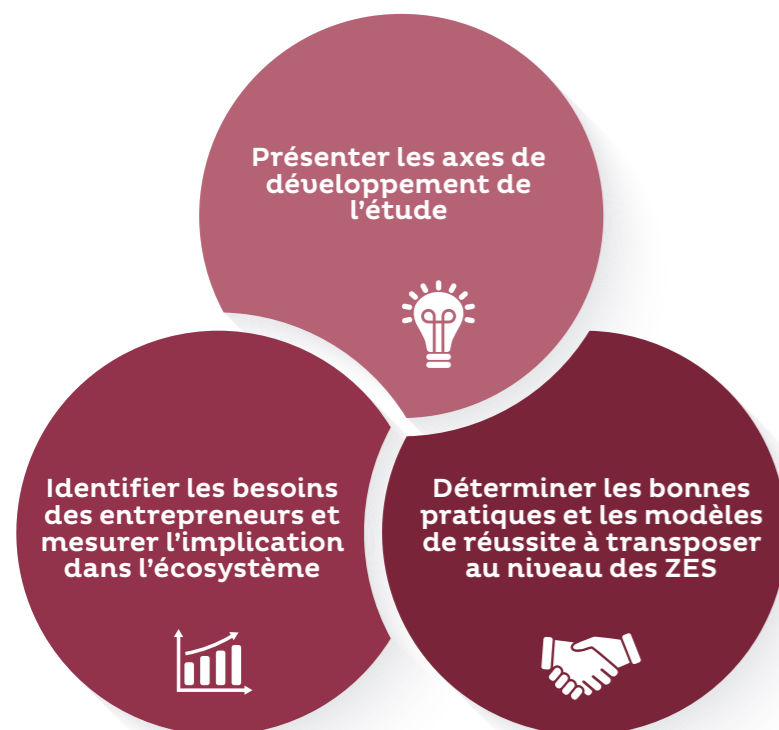 Présenter les axes de
développement de
l'étude
Identifier les besoins
des entrepreneurs et
mesurer l'implication
dans l'écosystème
Déterminer les bonnes
pratiques et les modèles
de réussite à transposer
au niveau des ZES